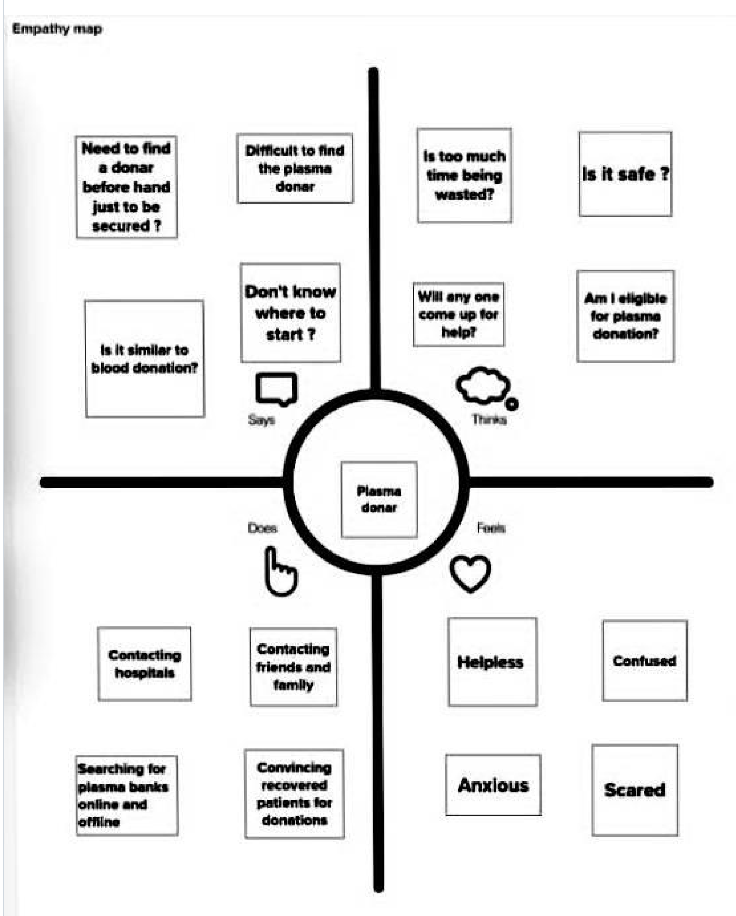 Empathy map
Need to find
a donar
before hand
just to be
secured ?
Difficult to find
the plasma
donar
Is it similar to
blood donation?
Don't know
where to
start ?
Says
Is too much
time being
wasted?
Is it safe ?
Will any one
come up for
help?
Am I eligible
for plasma
donation?
Thinks
Plasma
donar
Does
Contacting
hospitals
Contacting
friends and
family
Searching for
plasma banks
online and
offline
Convincing
recovered
patients for
donations
Feels
Helpless
Confused
Anxious
Scared